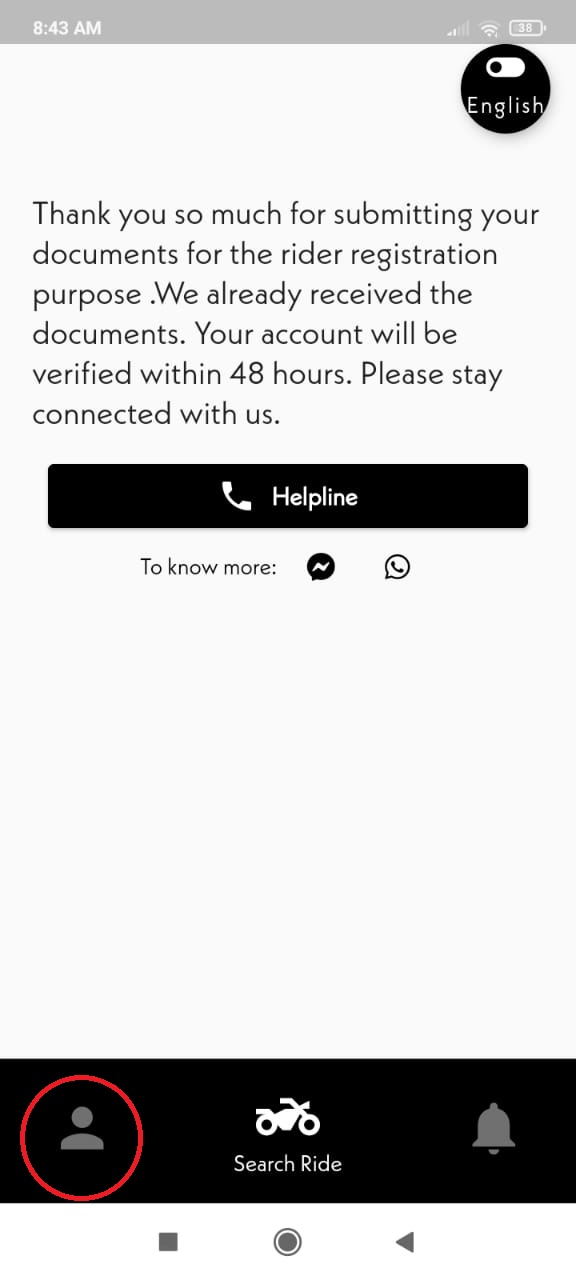 8:43 AM
38
English
Thank you so much for submitting your
documents for the rider registration
purpose .We already received the
documents. Your account will be
verified within 48 hours. Please stay
connected with us.
Helpline
To know more:
Search Ride